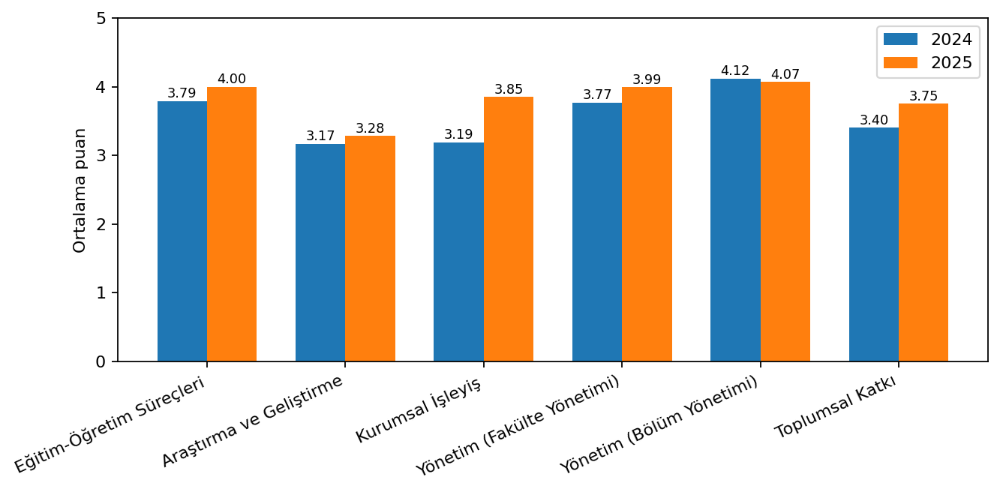 Ortalama puan
5
4
3
2
1
0
2024
2025
3.79
4.00
3.17
3.28
3.19
3.85
3.77
3.99
4.12
4.07
3.40
3.75
Eğitim-Öğretim Süreçleri
Araştırma ve Geliştirme
Kurumsal İşleyiş
Yönetim (Fakülte Yönetimi)
Yönetim (Bölüm Yönetimi)
Toplumsal Katkı